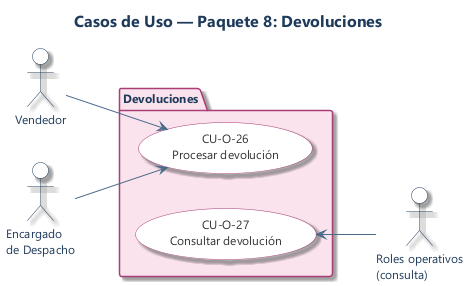 Casos de Uso — Paquete 8: Devoluciones
Devoluciones
Vendedor
CU-O-26
Procesar devolución
Encargado
de Despacho
CU-O-27
Consultar devolución
Roles operativos
(consulta)